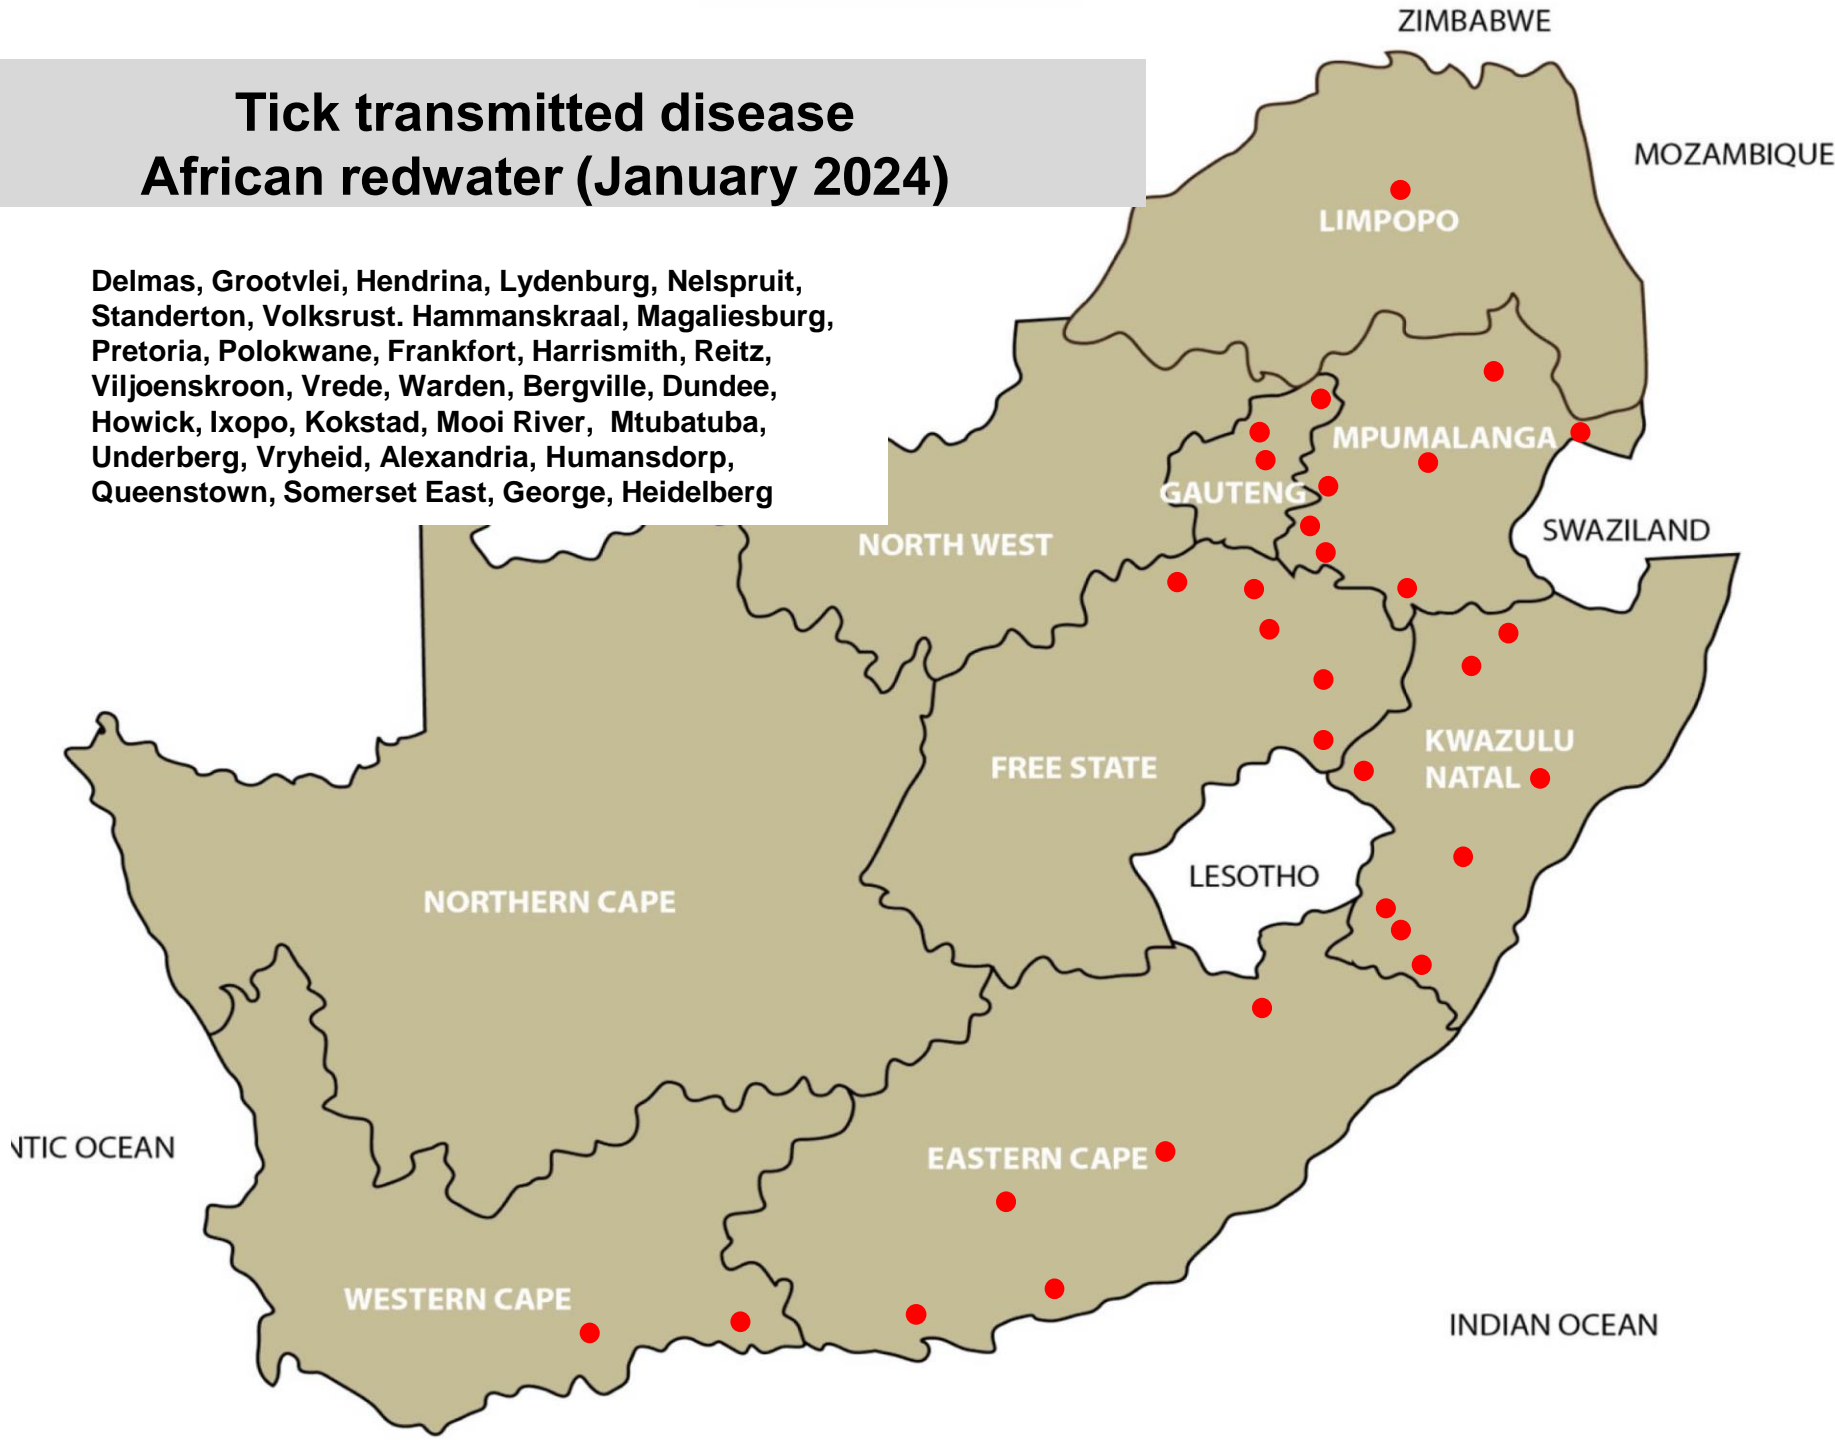 ZIMBABWE
Tick transmitted disease
African redwater (January 2024)
MOZAMBIQUE
LIMPOPO
Delmas, Grootvlei, Hendrina, Lydenburg, Nelspruit,
Standerton, Volksrust. Hammanskraal, Magaliesburg,
Pretoria, Polokwane, Frankfort, Harrismith, Reitz,
Viljoenskroon, Vrede, Warden, Bergville, Dundee,
Howick, Ixopo, Kokstad, Mooi River, Mtubatuba,
Underberg, Vryheid, Alexandria, Humansdorp,
Queenstown, Somerset East, George, Heidelberg
MPUMALANGA
GAUTENG
SWAZILAND
NORTH WEST
KWAZULU
NATAL
FREE STATE
LESOTHO
NORTHERN CAPE
NTIC OCEAN
EASTERN CAPE
WESTERN CAPE
INDIAN OCEAN